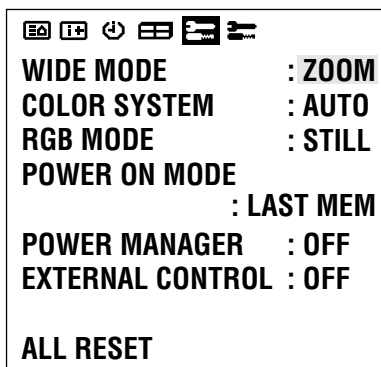 WIDE MODE : ZOOM
COLOR SYSTEM : AUTO
RGB MODE : STILL
POWER ON MODE
: LAST MEM
POWER MANAGER : OFF
EXTERNAL CONTROL : OFF
ALL RESET